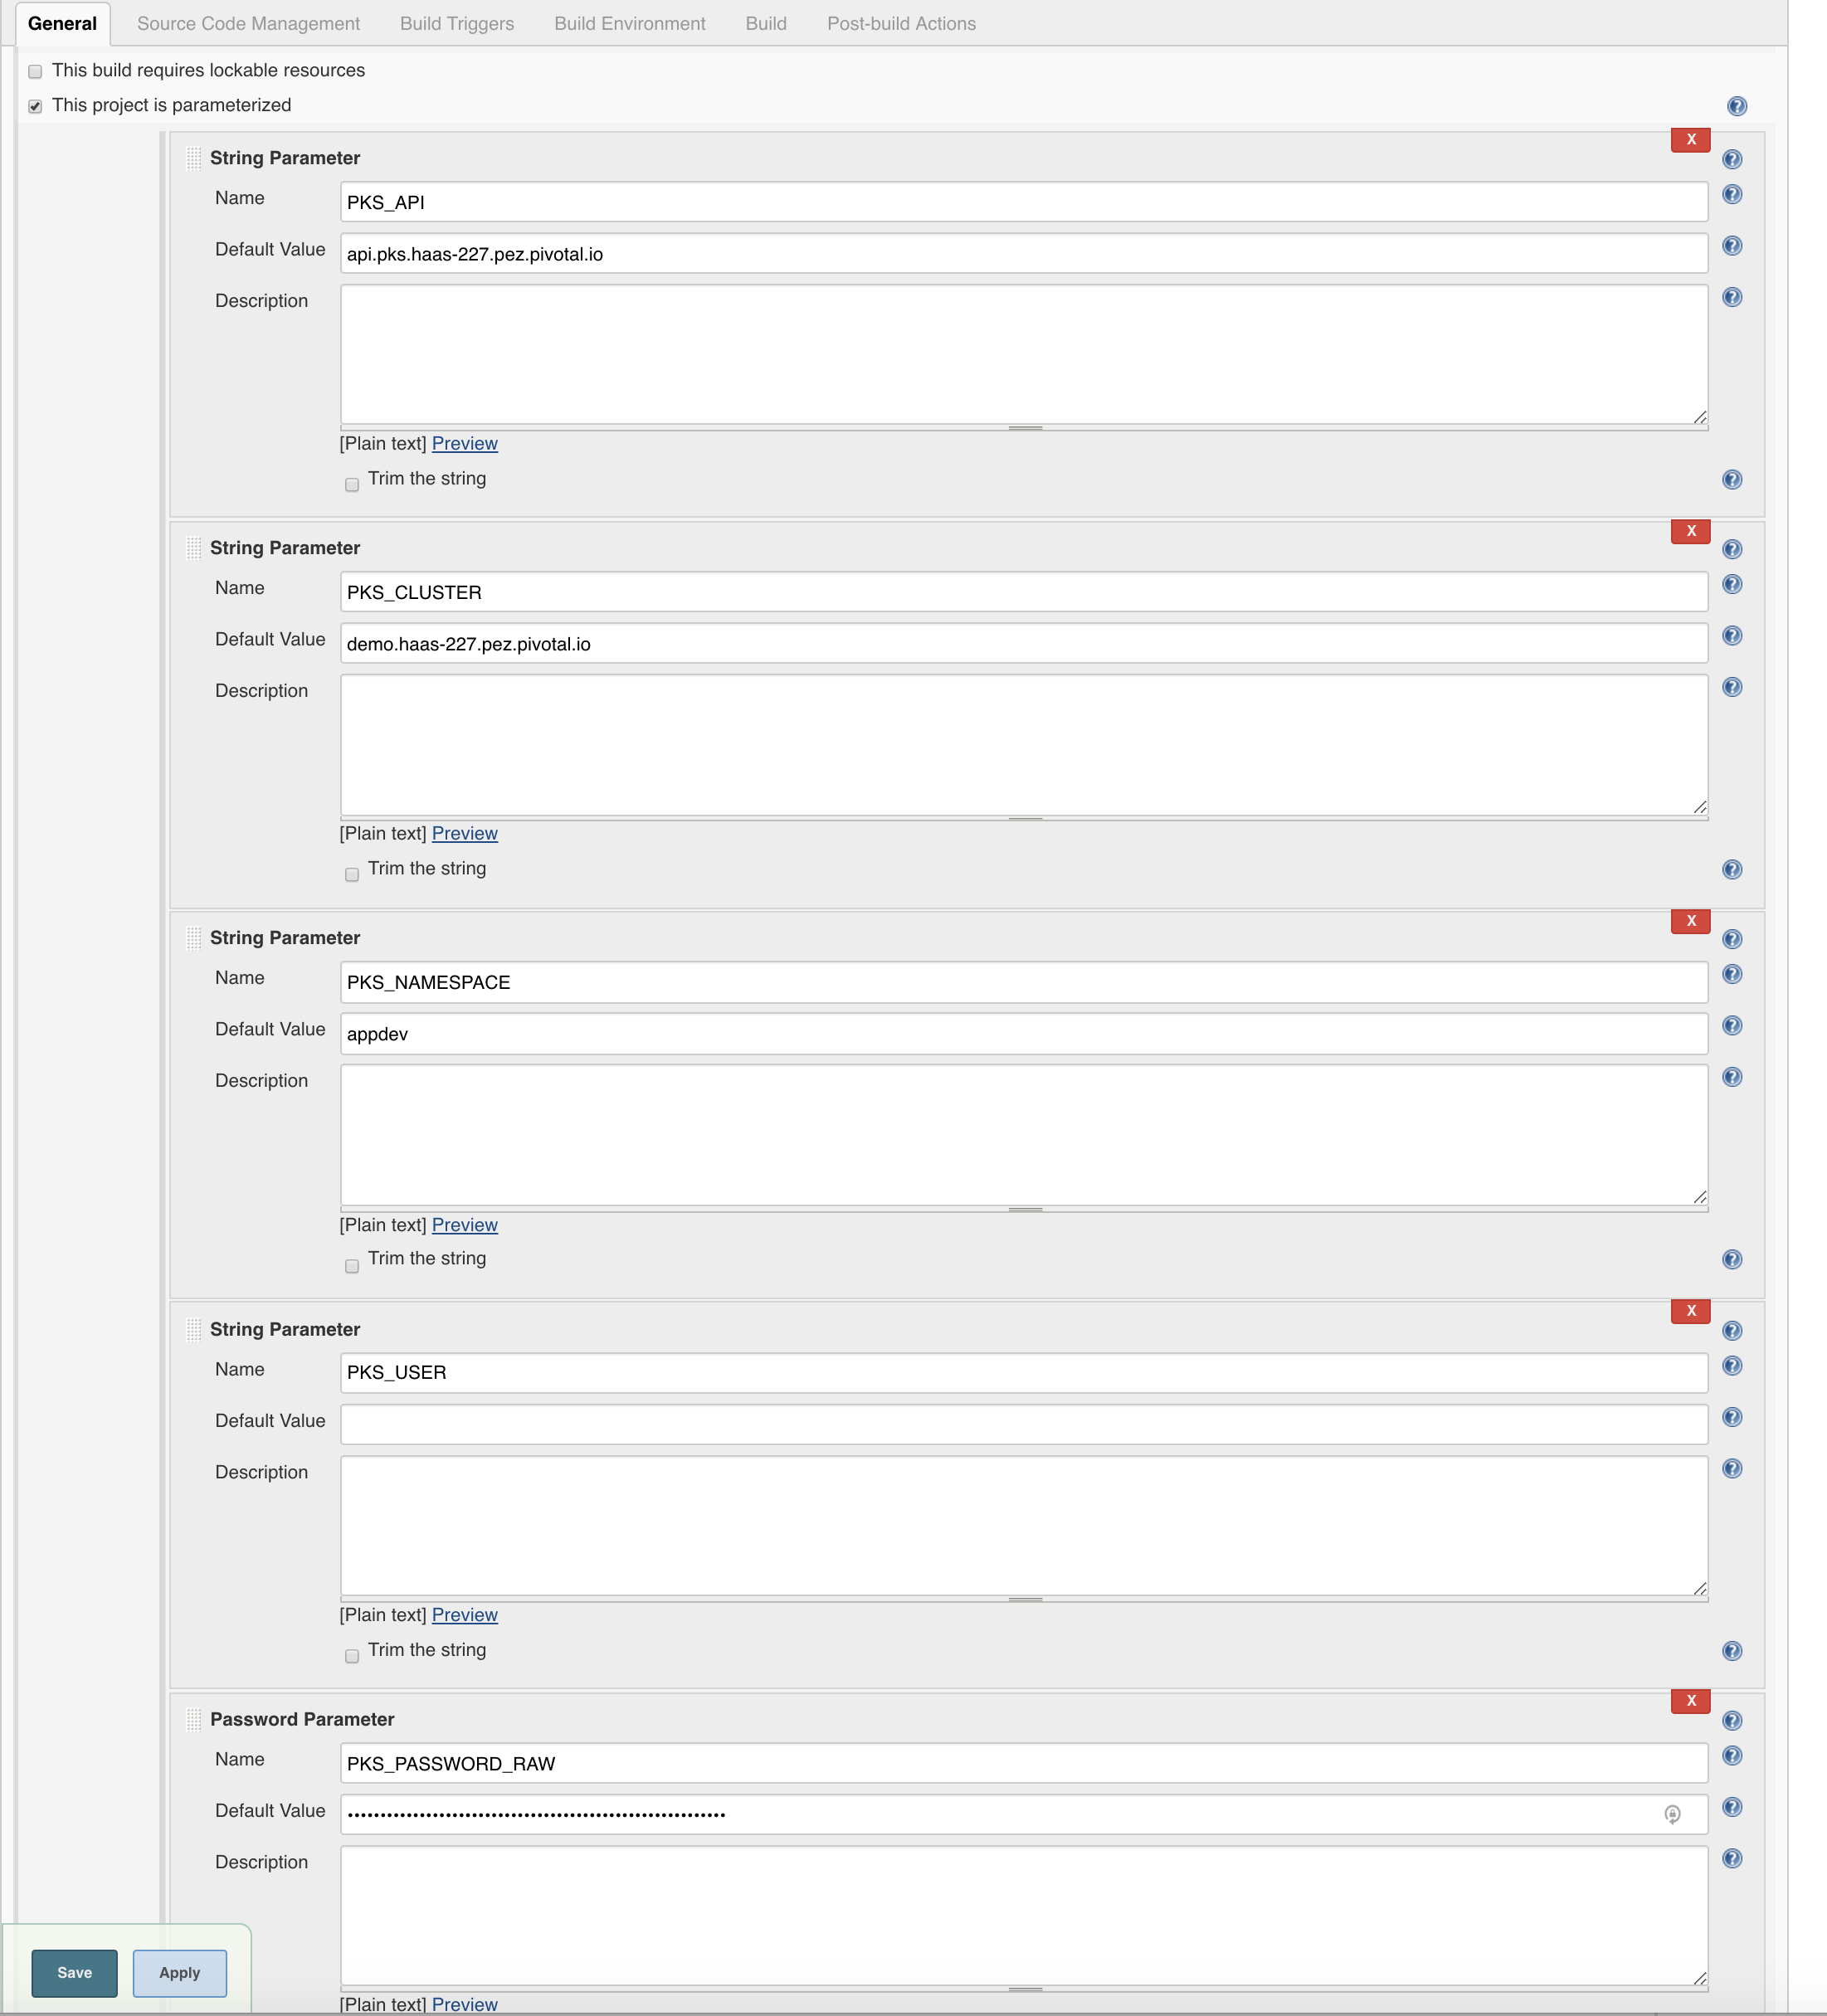 General Source Code Management Build Triggers Build Environment Build Post-build Actions
This build requires lockable resources
This project is parameterized
X
String Parameter
Name PKS_API
Default Value api.pks.haas-227.pez.pivotal.io
Description
[Plain text] Preview
Trim the string
X
String Parameter
Name PKS_CLUSTER
Default Value demo.haas-227.pez.pivotal.io
Description
[Plain text] Preview
Trim the string
X
String Parameter
Name PKS_NAMESPACE
Default Value appdev
Description
[Plain text] Preview
Trim the string
X
String Parameter
Name PKS_USER
Default Value
Description
[Plain text] Preview
Trim the string
X
Password Parameter
Name PKS_PASSWORD_RAW
Default Value
Description
Save Apply
[Plain text] Preview